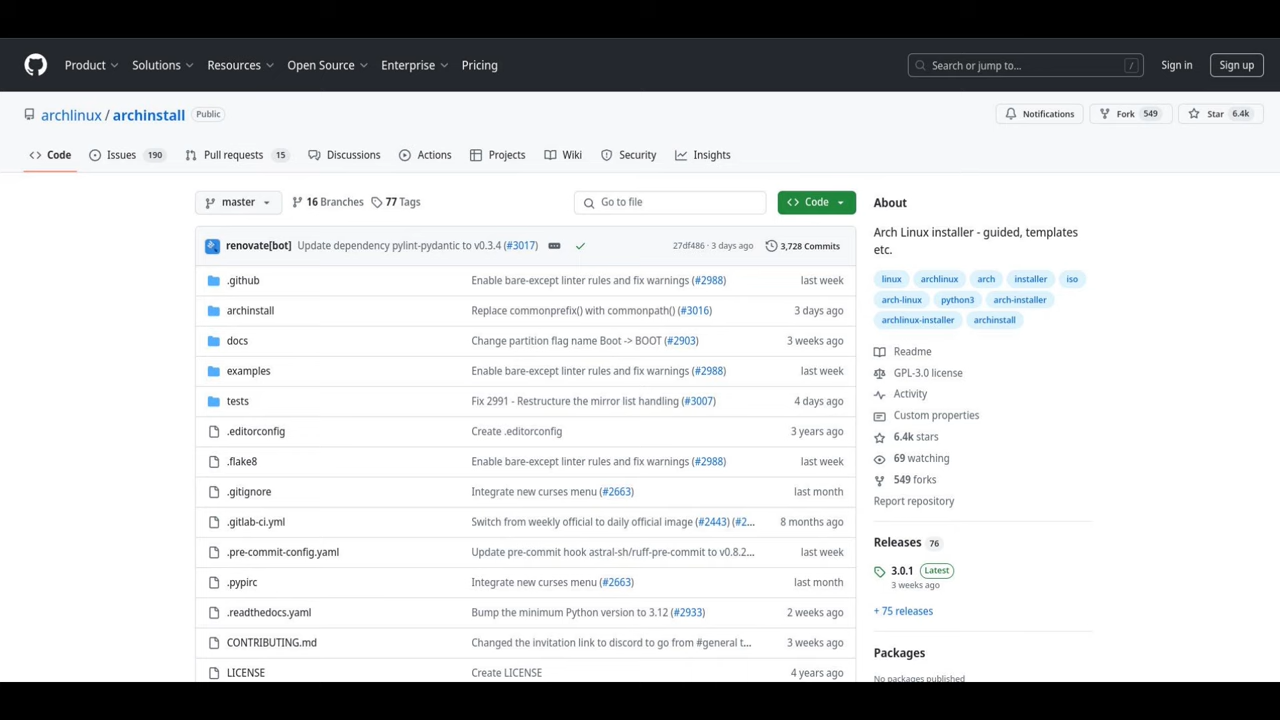 Product Solutions Resources Open Source Enterprise Pricing Search or jump to... / Sign in Sign up
archlinux / archinstall Public Notifications Fork 549 Star 6.4k
Code Issues 190 Pull requests 15 Discussions Actions Projects Wiki Security Insights
master 16 Branches 77 Tags Go to file Code
renovate[bot] Update dependency pylint-pydantic to v0.3.4 (#3017) 27df486 · 3 days ago 3,728 Commits
.github Enable bare-except linter rules and fix warnings (#2988) last week
archinstall Replace commonprefix() with commonpath() (#3016) 3 days ago
docs Change partition flag name Boot -> BOOT (#2903) 3 weeks ago
examples Enable bare-except linter rules and fix warnings (#2988) last week
tests Fix 2991 - Restructure the mirror list handling (#3007) 4 days ago
.editorconfig Create .editorconfig 3 years ago
.flake8 Enable bare-except linter rules and fix warnings (#2988) last week
.gitignore Integrate new curses menu (#2663) last month
.gitlab-ci.yml Switch from weekly official to daily official image (#2443) (#2... 8 months ago
.pre-commit-config.yaml Update pre-commit hook astral-sh/ruff-pre-commit to v0.8.2... last week
.pypirc Integrate new curses menu (#2663) last month
.readthedocs.yaml Bump the minimum Python version to 3.12 (#2933) 2 weeks ago
CONTRIBUTING.md Changed the invitation link to discord to go from #general t... 3 weeks ago
LICENSE Create LICENSE 4 years ago
About
Arch Linux installer - guided, templates
etc.
linux archlinux arch installer iso
arch-linux python3 arch-installer
archlinux-installer archinstall
Readme
GPL-3.0 license
Activity
Custom properties
6.4k stars
69 watching
549 forks
Report repository
Releases 76
3.0.1 Latest
3 weeks ago
+ 75 releases
Packages
No packages published